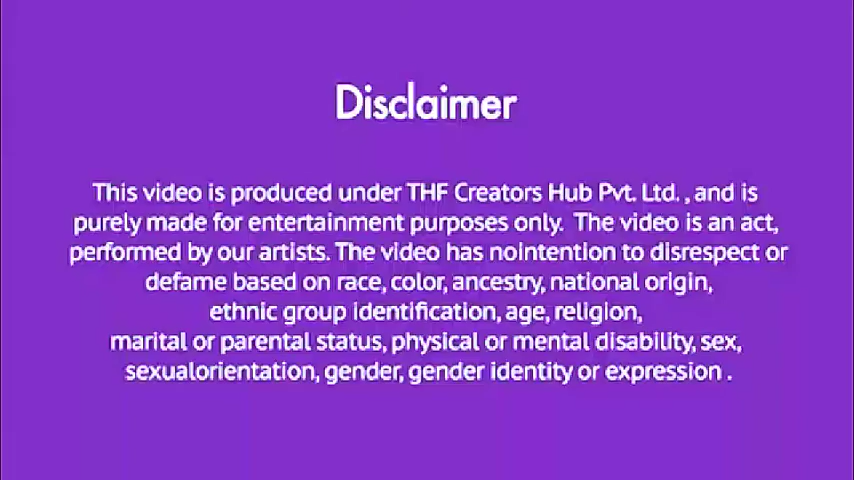 Disclaimer
This video is produced under THF Creators Hub Pvt. Ltd. , and is
purely made for entertainment purposes only. The video is an act,
performed by our artists. The video has nointention to disrespect or
defame based on race, color, ancestry, national origin,
ethnic group identification, age, religion,
marital or parental status, physical or mental disability, sex,
sexualorientation, gender, gender identity or expression .